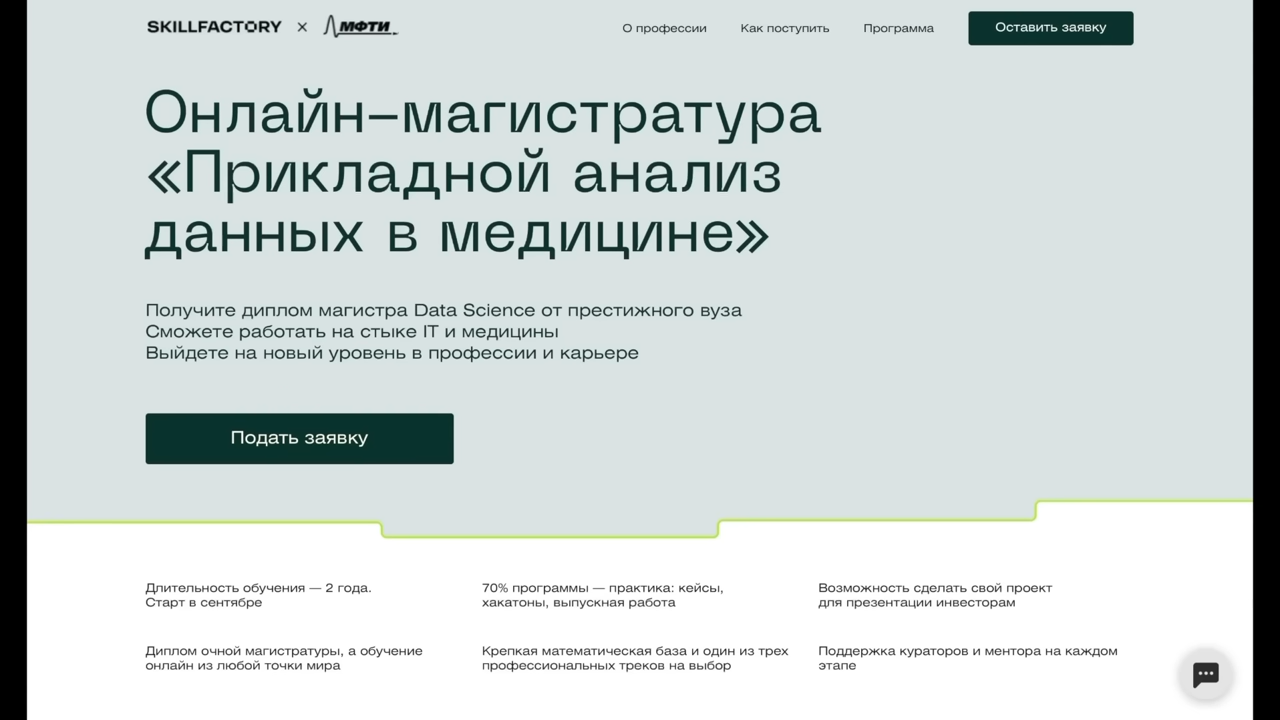 SKILLFACTORY × МФТИ
О профессии
Как поступить
Программа
Оставить заявку
Онлайн-магистратура
«Прикладной анализ
данных в медицине»
Получите диплом магистра Data Science от престижного вуза
Сможете работать на стыке IT и медицины
Выйдете на новый уровень в профессии и карьере
Подать заявку
Длительность обучения — 2 года.
Старт в сентябре
70% программы — практика: кейсы,
хакатоны, выпускная работа
Возможность сделать свой проект
для презентации инвесторам
Диплом очной магистратуры, а обучение
онлайн из любой точки мира
Крепкая математическая база и один из трех
профессиональных треков на выбор
Поддержка кураторов и ментора на каждом
этапе